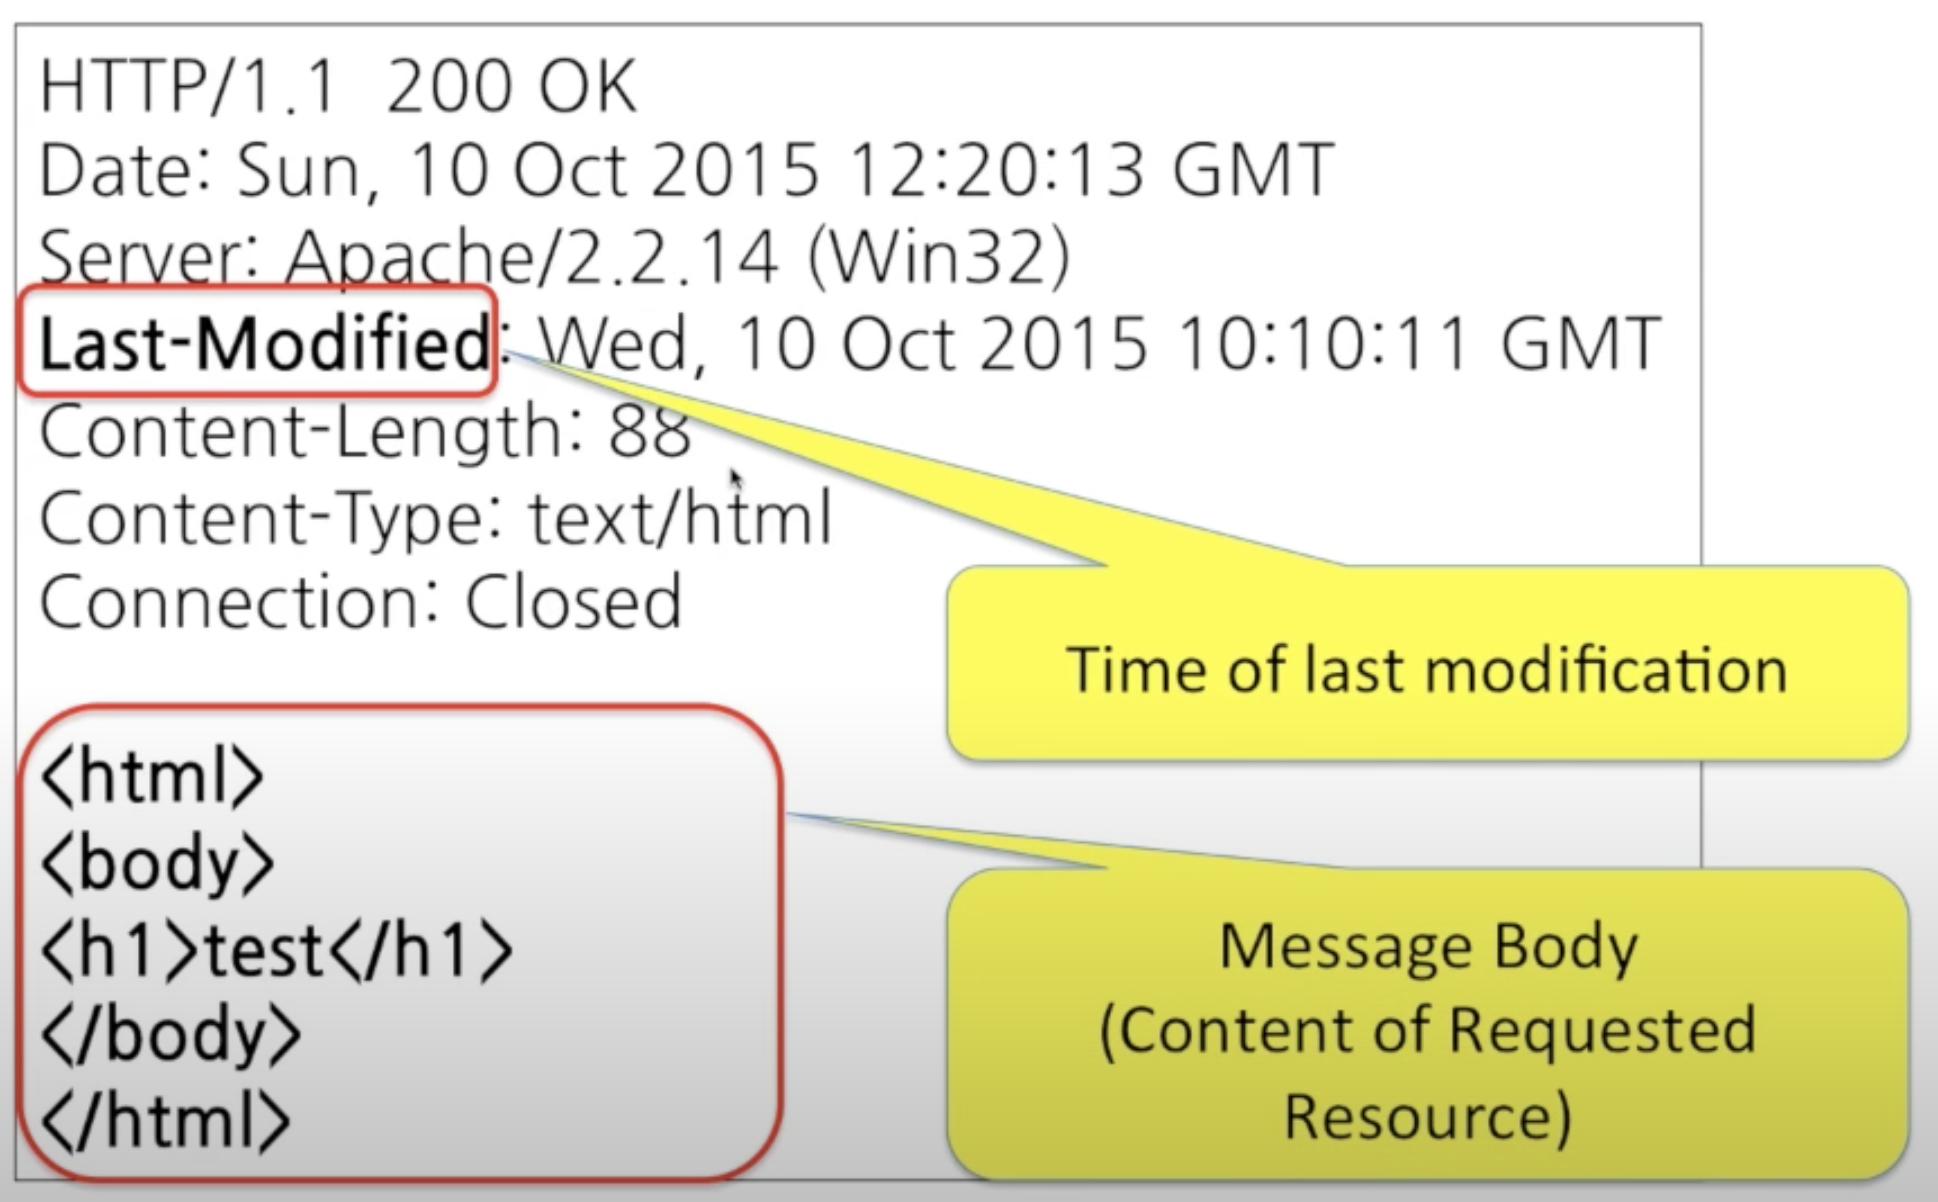 HTTP/1.1 200 OK
Date: Sun, 10 Oct 2015 12:20:13 GMT
Server: Apache/2.2.14 (Win32)
Last-Modified: Wed, 10 Oct 2015 10:10:11 GMT
Content-Length: 88
Content-Type: text/html
Connection: Closed
Time of last modification
<html>
<body>
<h1>test</h1>
</body>
</html>
Message Body
(Content of Requested
Resource)